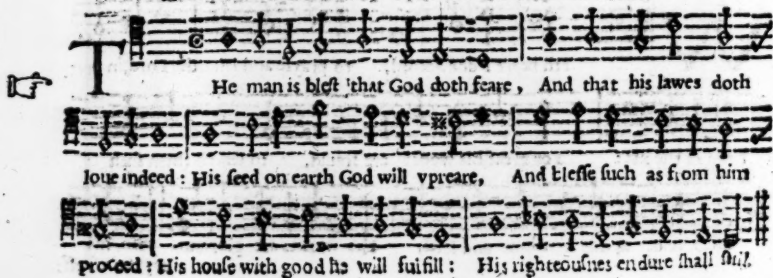 THe man is blest 'that God doth feare, And that his lawes doth
loue indeed: His seed on earth God will vpreare, And blesse such as from him
proceed: His house with good he will fulfill: His righteousnes endure shall still.